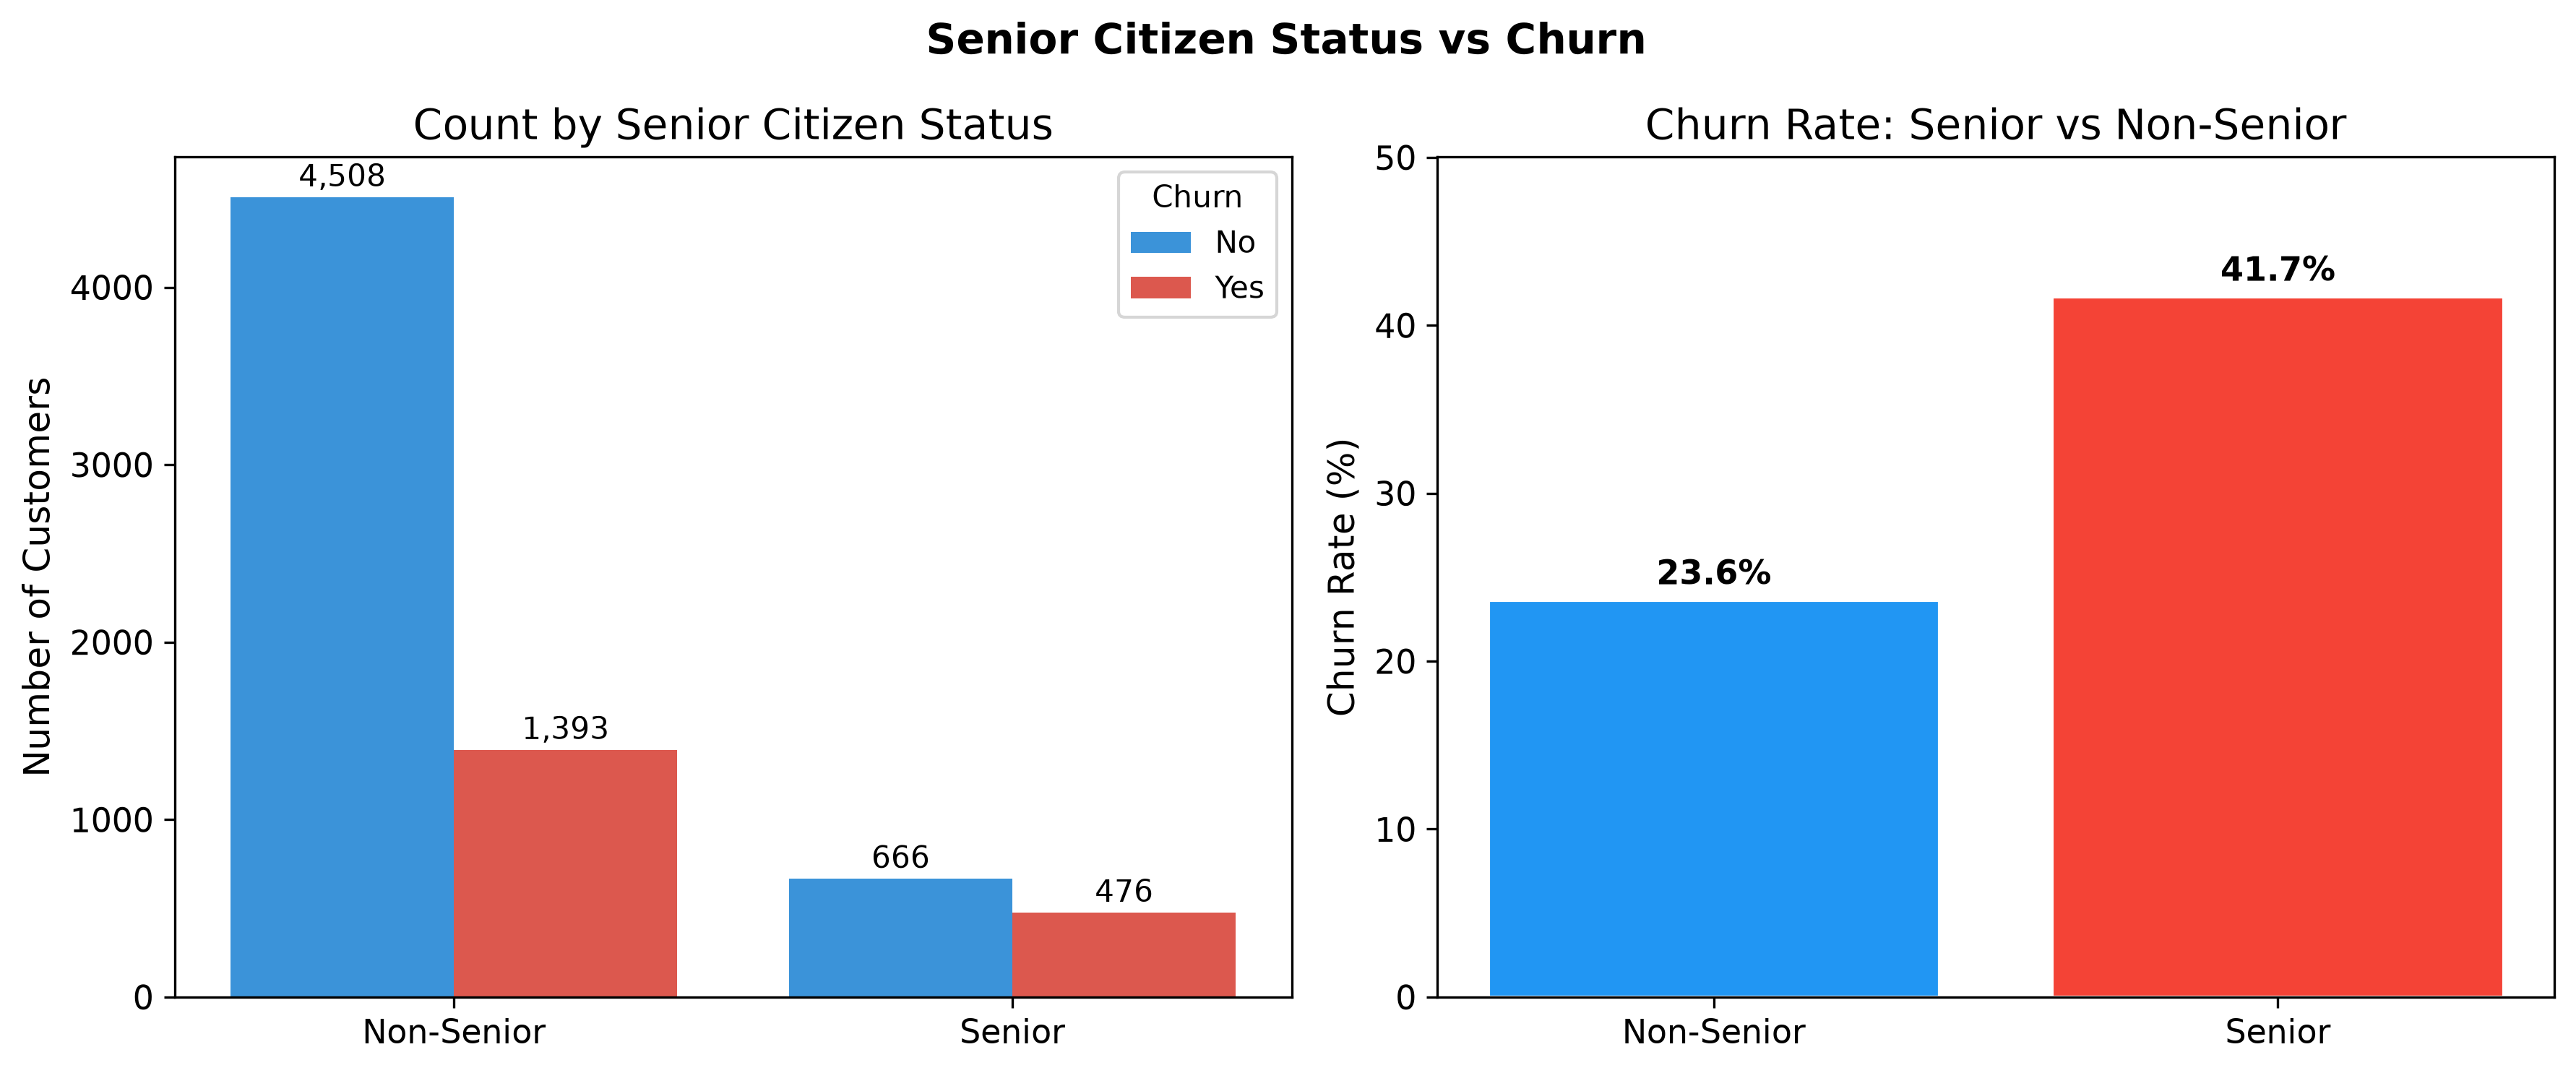 Senior Citizen Status vs Churn
Count by Senior Citizen Status
Number of Customers
4000
3000
2000
1000
0
4,508
1,393
666
476
Churn
No
Yes
Non-Senior
Senior
Churn Rate: Senior vs Non-Senior
Churn Rate (%)
50
40
30
20
10
0
23.6%
41.7%
Non-Senior
Senior